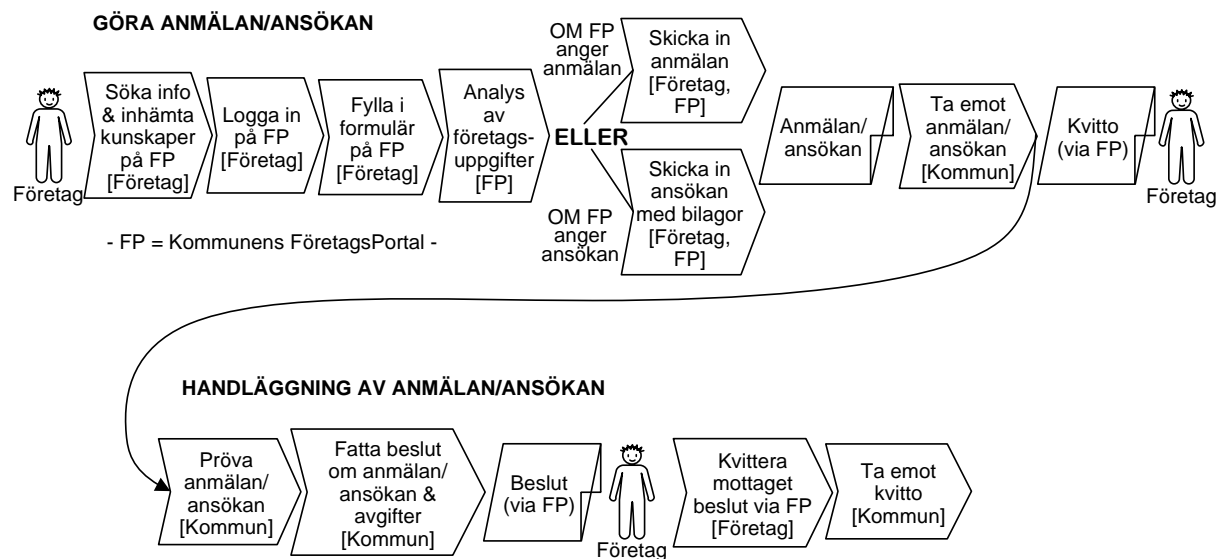 GÖRA ANMÄLAN/ANSÖKAN
Företag
Söka info
& inhämta
kunskaper
på FP
[Företag]
Logga in
på FP
[Företag]
Fylla i
formulär
på FP
[Företag]
Analys
av
företags-
uppgifter
[FP]
ELLER
OM FP
anger
anmälan
Skicka in
anmälan
[Företag,
FP]
OM FP
anger
ansökan
Skicka in
ansökan
med bilagor
[Företag,
FP]
Anmälan/
ansökan
Ta emot
anmälan/
ansökan
[Kommun]
Kvitto
(via FP)
Företag
- FP = Kommunens FöretagsPortal -
HANDLÄGGNING AV ANMÄLAN/ANSÖKAN
Pröva
anmälan/
ansökan
[Kommun]
Fatta beslut
om anmälan/
ansökan &
avgifter
[Kommun]
Beslut
(via FP)
Företag
Kvittera
mottaget
beslut via FP
[Företag]
Ta emot
kvitto
[Kommun]